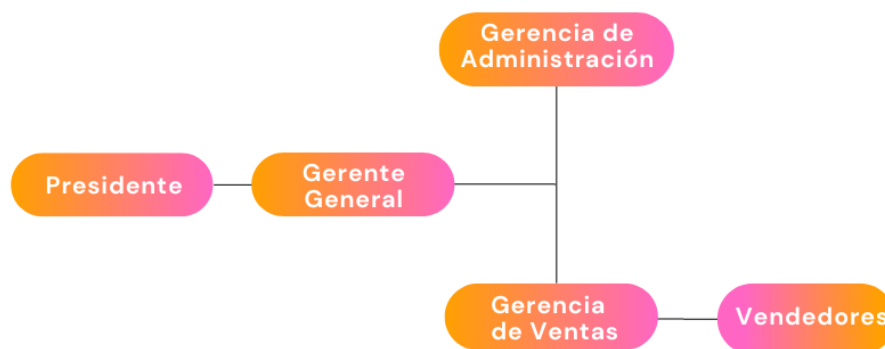 Gerencia de
Administración
Presidente
Gerente
General
Gerencia
de Ventas
Vendedores